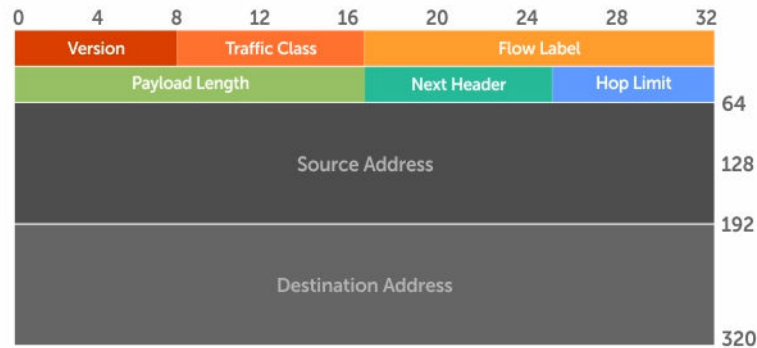 0 4 8 12 16 20 24 28 32
Version Traffic Class Flow Label
Payload Length Next Header Hop Limit
64
Source Address 128
192
Destination Address
320